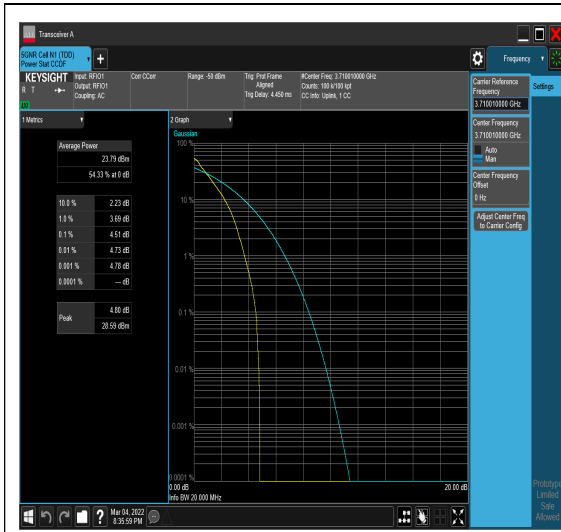 Transceiver A
5GNR Cell N1 (TDD)
Power Stat CCDF
Frequency
KEYSIGHT
R T
Input: RFIO1
Output: RFIO1
Coupling: AC
Corr CCorr
Range: -50 dBm
Trig: Prot Frame
Aligned
Trig Delay: 4.450 ms
#Center Freq: 3.710010000 GHz
Counts: 100 k/100 kpt
CC Info: Uplink, 1 CC
1 Metrics
Average Power
23.79 dBm
54.33 % at 0 dB
10.0 % 2.23 dB
1.0 % 3.69 dB
0.1 % 4.51 dB
0.01 % 4.73 dB
0.001 % 4.78 dB
0.0001 % --- dB
Peak
4.80 dB
28.59 dBm
2 Graph
Gaussian
100 %
10 %
1 %
0.1 %
0.01 %
0.001 %
0.0001 %
0.00 dB 20.00 dB
Info BW 20.000 MHz
Carrier Reference
Frequency
3.710010000 GHz
Center Frequency
3.710010000 GHz
Auto
Man
Center Frequency
Offset
0 Hz
Adjust Center Freq
to Carrier Config
Settings
Prototype
Limited
Sale
Allowed
Mar 04, 2022
8:35:59 PM